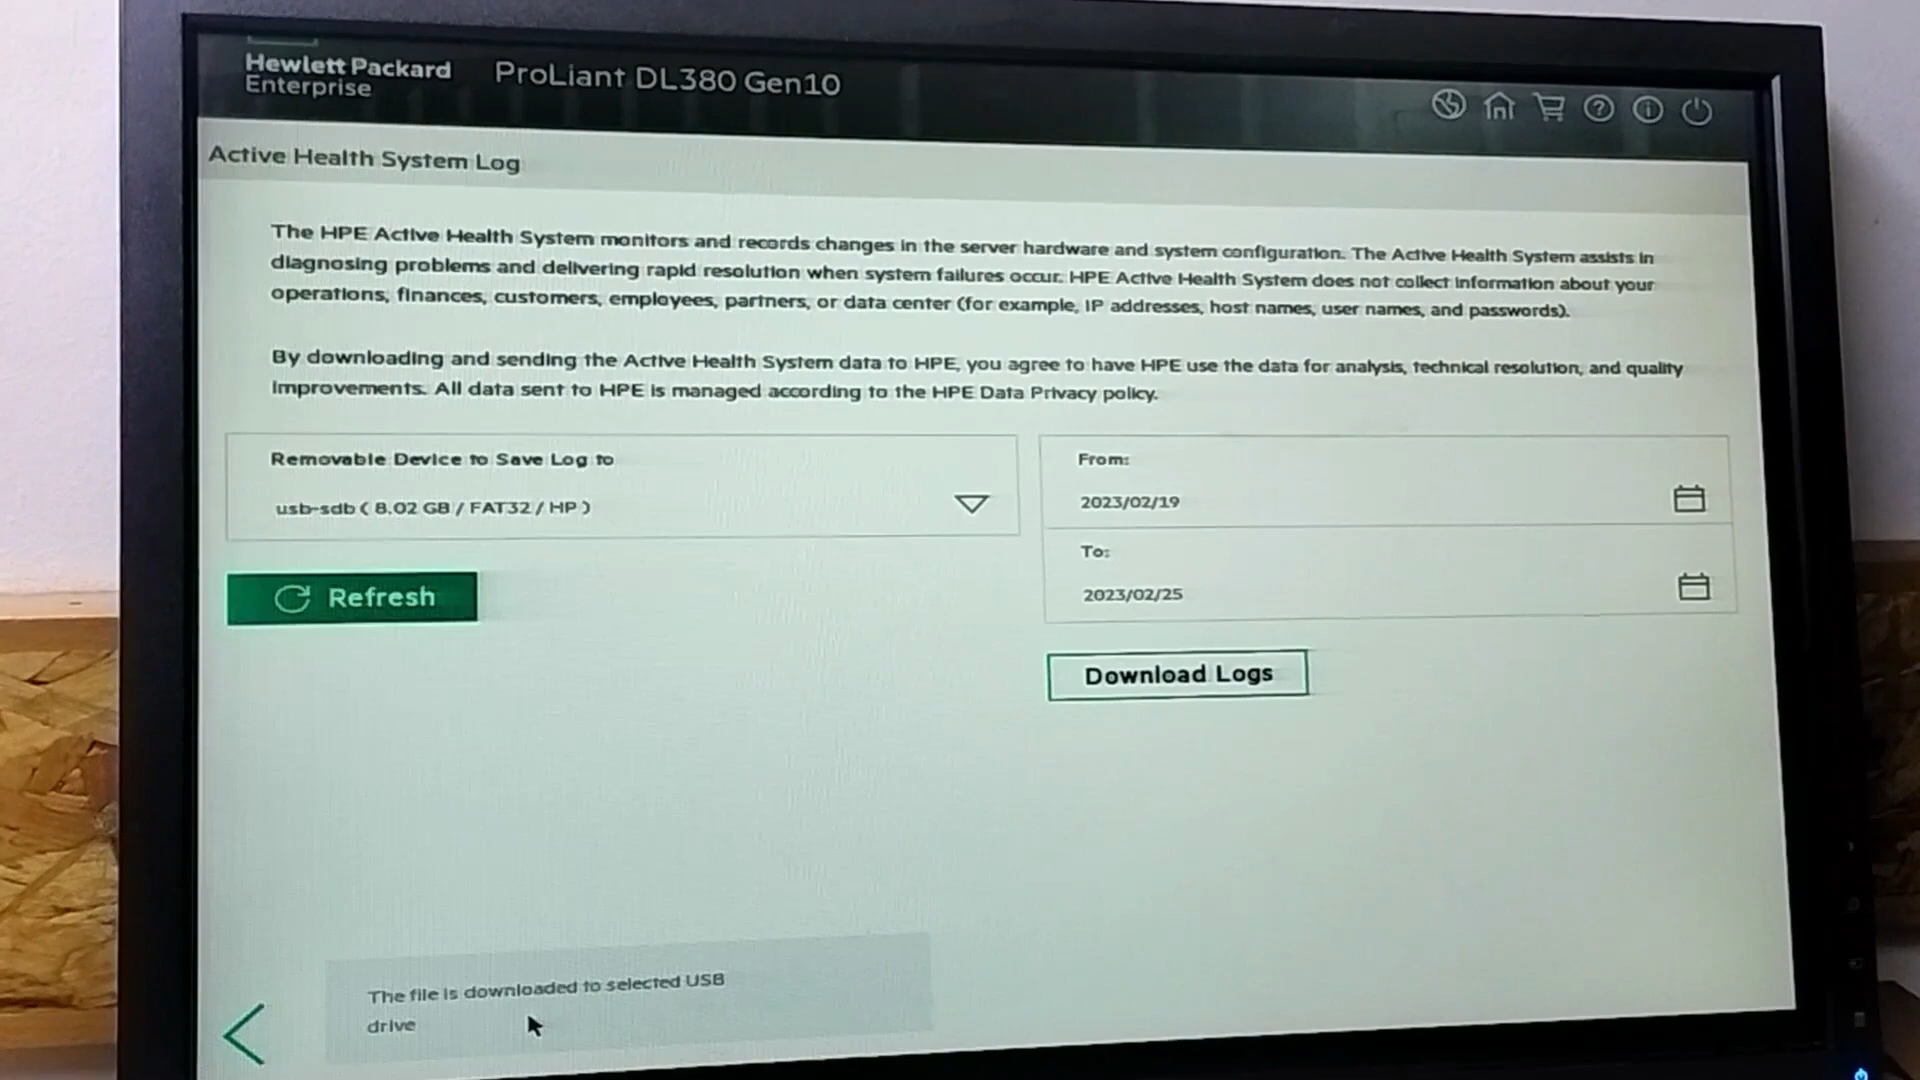 Hewlett Packard
Enterprise
ProLiant DL380 Gen10
Active Health System Log
The HPE Active Health System monitors and records changes in the server hardware and system configuration. The Active Health System assists in
diagnosing problems and delivering rapid resolution when system failures occur. HPE Active Health System does not collect information about your
operations, finances, customers, employees, partners, or data center (for example, IP addresses, host names, user names, and passwords).
By downloading and sending the Active Health System data to HPE, you agree to have HPE use the data for analysis, technical resolution, and quality
improvements. All data sent to HPE is managed according to the HPE Data Privacy policy.
Removable Device to Save Log to
usb-sdb ( 8.02 GB / FAT32 / HP )
Refresh
From:
2023/02/19
To:
2023/02/25
Download Logs
The file is downloaded to selected USB
drive